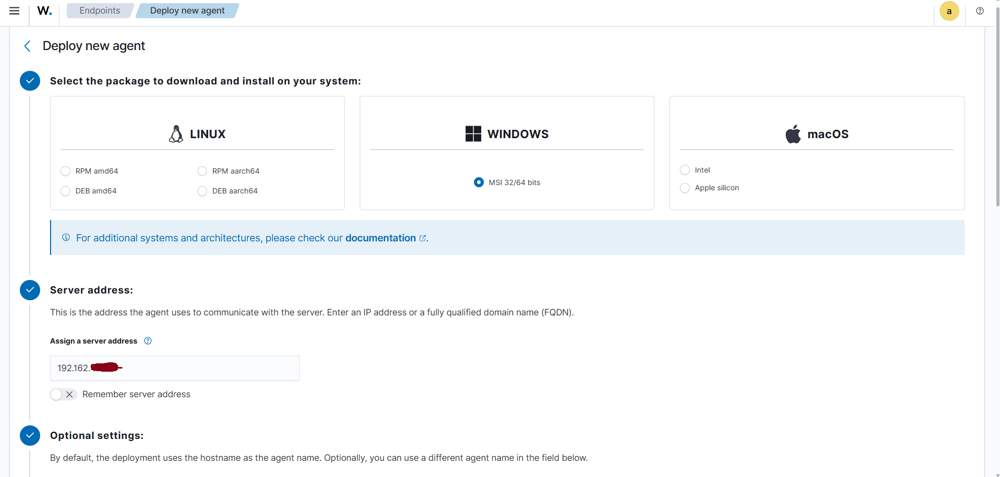 W. Endpoints Deploy new agent a
Deploy new agent
Select the package to download and install on your system:
LINUX
RPM amd64 RPM aarch64
DEB amd64 DEB aarch64
WINDOWS
MSI 32/64 bits
macOS
Intel
Apple silicon
For additional systems and architectures, please check our documentation.
Server address:
This is the address the agent uses to communicate with the server. Enter an IP address or a fully qualified domain name (FQDN).
Assign a server address
192.162.
Remember server address
Optional settings:
By default, the deployment uses the hostname as the agent name. Optionally, you can use a different agent name in the field below.